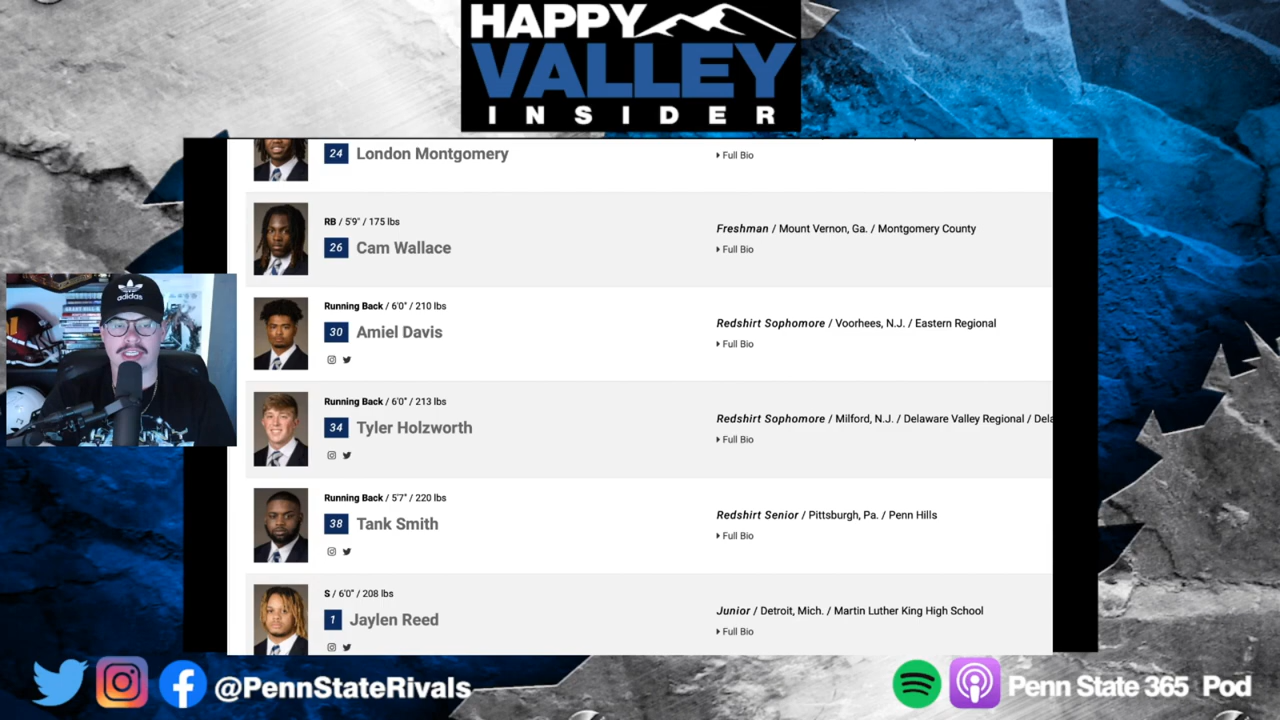 HAPPY
VALLEY
INSIDER
24 London Montgomery
Full Bio
RB / 5'9" / 175 lbs
26 Cam Wallace
Freshman / Mount Vernon, Ga. / Montgomery County
Full Bio
Running Back / 6'0" / 210 lbs
30 Amiel Davis
Redshirt Sophomore / Voorhees, N.J. / Eastern Regional
Full Bio
Running Back / 6'0" / 213 lbs
34 Tyler Holzworth
Redshirt Sophomore / Milford, N.J. / Delaware Valley Regional / Dela
Full Bio
Running Back / 5'7" / 220 lbs
38 Tank Smith
Redshirt Senior / Pittsburgh, Pa. / Penn Hills
Full Bio
S / 6'0" / 208 lbs
1 Jaylen Reed
Junior / Detroit, Mich. / Martin Luther King High School
Full Bio
adidas
@PennStateRivals
Penn State 365 Pod